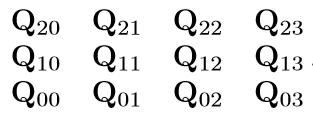 Q₂₀ Q₂₁ Q₂₂ Q₂₃
Q₁₀ Q₁₁ Q₁₂ Q₁₃ .
Q₀₀ Q₀₁ Q₀₂ Q₀₃